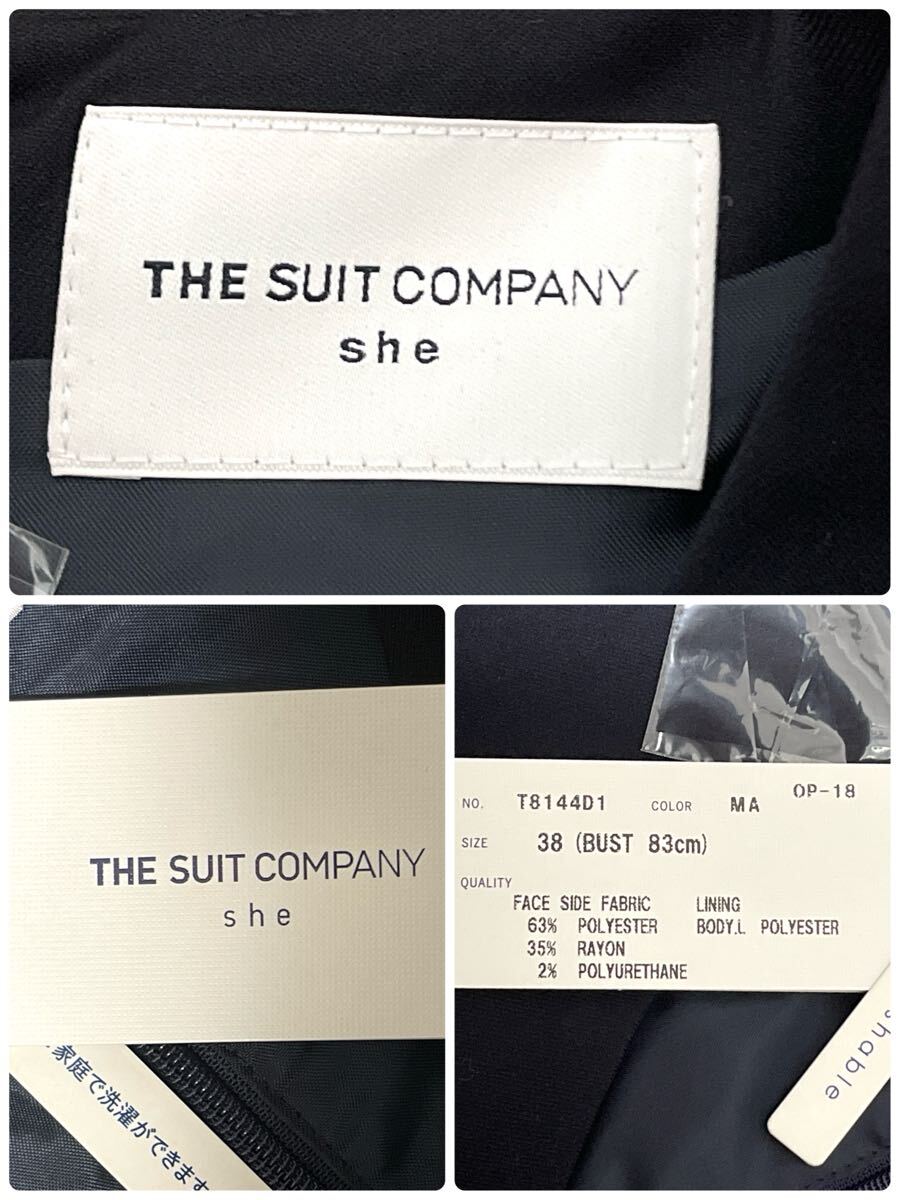 THE SUIT COMPANY
she
THE SUIT COMPANY
she
家庭で洗濯ができます
OP-18
NO. T8144D1 COLOR MA
SIZE 38 (BUST 83cm)
QUALITY
FACE SIDE FABRIC LINING
63% POLYESTER BODY.L POLYESTER
35% RAYON
2% POLYURETHANE
shable